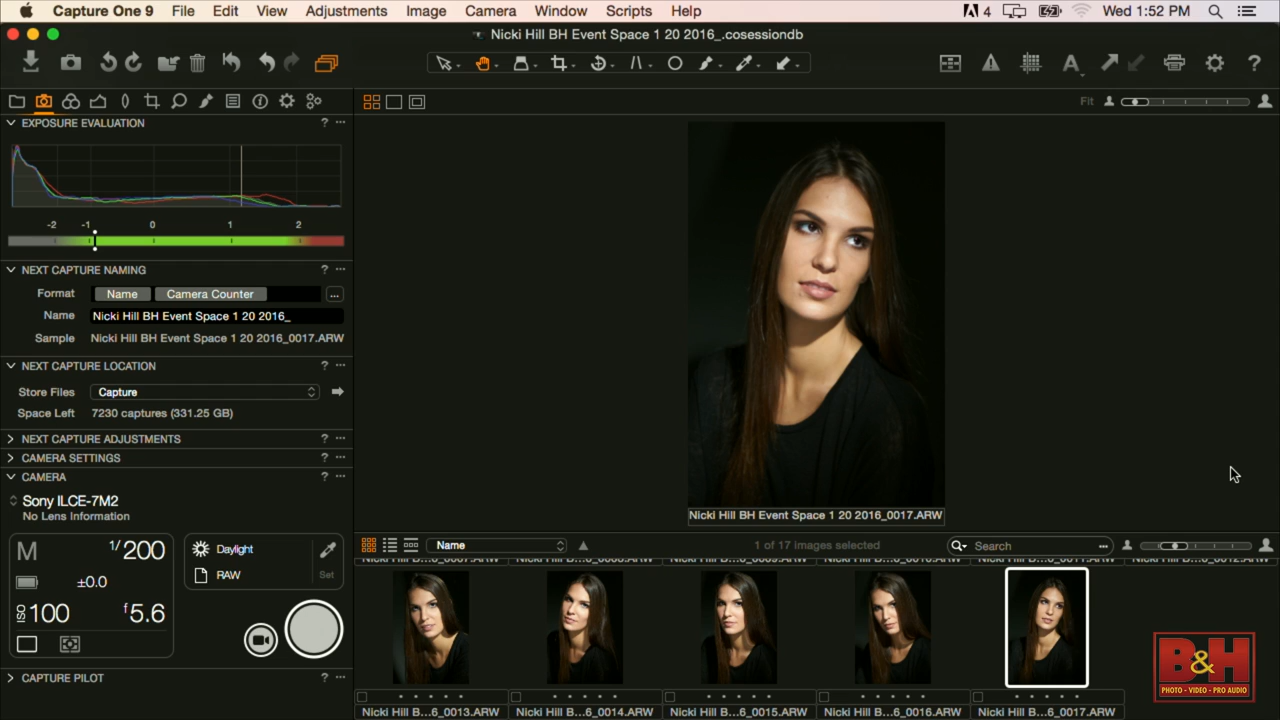 Capture One 9 File Edit View Adjustments Image Camera Window Scripts Help 4 Wed 1:52 PM
Nicki Hill BH Event Space 1 20 2016_.cosessiondb
Fit
EXPOSURE EVALUATION ? ...
-2 -1 0 1 2
NEXT CAPTURE NAMING ? ...
Format Name Camera Counter ...
Name Nicki Hill BH Event Space 1 20 2016_
Sample Nicki Hill BH Event Space 1 20 2016_0017.ARW
NEXT CAPTURE LOCATION ? ...
Store Files Capture
Space Left 7230 captures (331.25 GB)
NEXT CAPTURE ADJUSTMENTS ? ...
CAMERA SETTINGS ? ...
CAMERA ? ...
Sony ILCE-7M2
No Lens Information
M 1/200
±0.0
ISO 100 f5.6
Daylight
RAW Set
CAPTURE PILOT ? ...
Nicki Hill BH Event Space 1 20 2016_0017.ARW
Name 1 of 17 images selected Search ...
Nicki Hill B...6_0013.ARW Nicki Hill B...6_0014.ARW Nicki Hill B...6_0015.ARW Nicki Hill B...6_0016.ARW Nicki Hill B...6_0017.ARW
B&H
PHOTO • VIDEO • PRO AUDIO